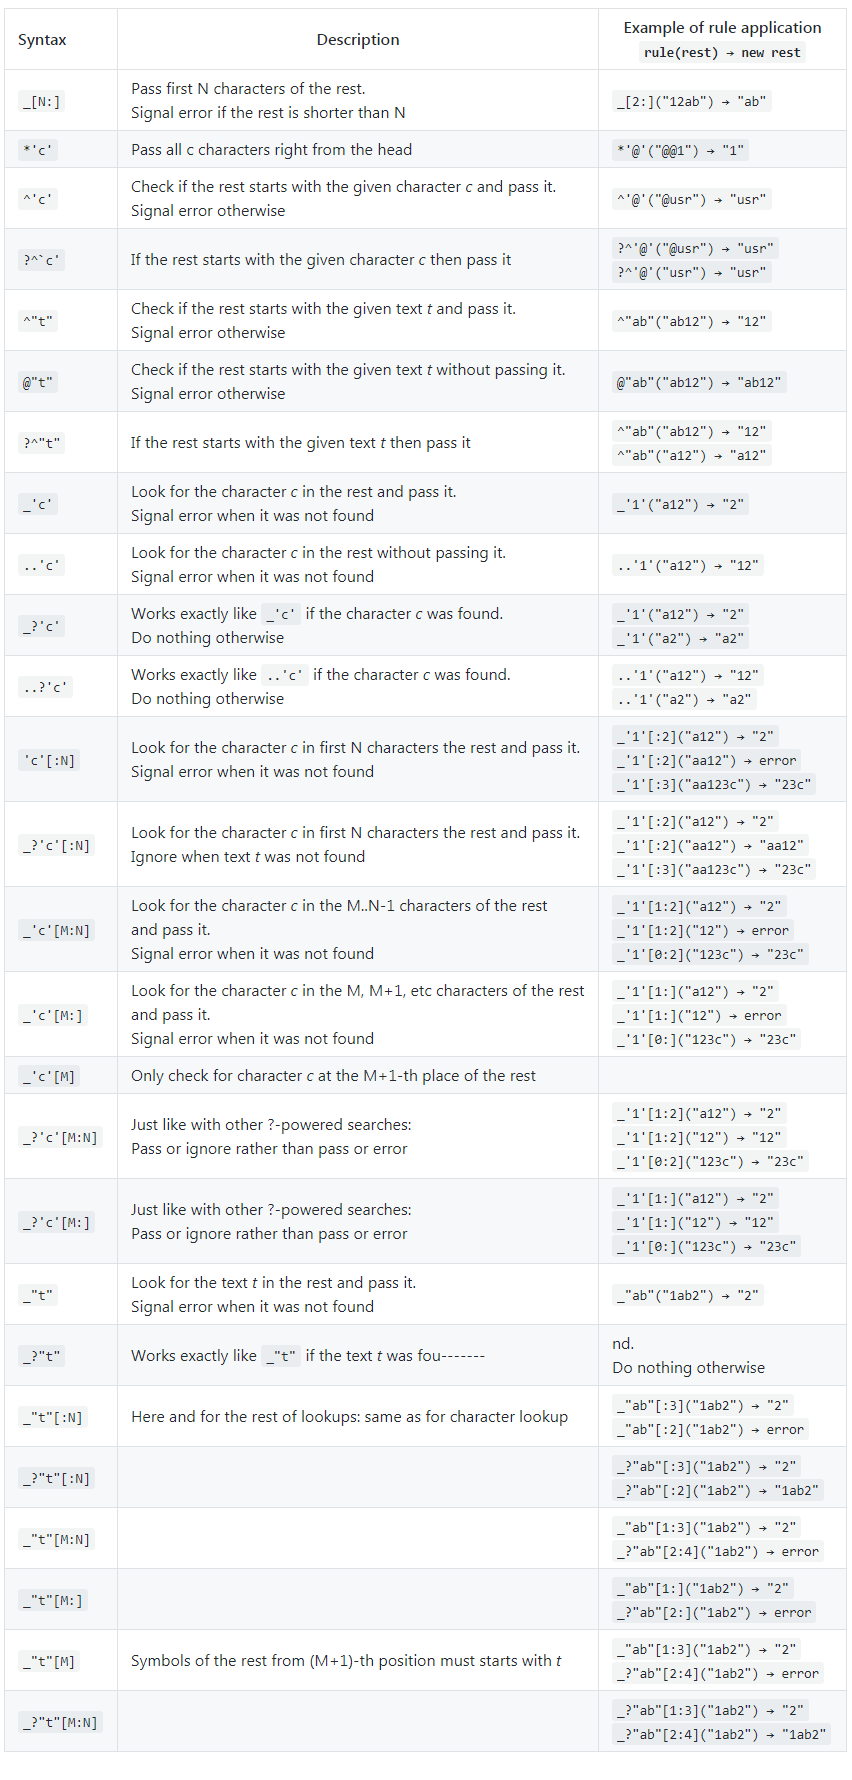 Syntax Description Example of rule application
rule(rest) → new rest
_[N:]
Pass first N characters of the rest.
Signal error if the rest is shorter than N
_[2:]("12ab") → "ab"
*'c' Pass all c characters right from the head *'@'("@@1") → "1"
^'c'
Check if the rest starts with the given character c and pass it.
Signal error otherwise
^'@'("@usr") → "usr"
?^`c' If the rest starts with the given character c then pass it
?^'@'("@usr") → "usr"
?^'@'("usr") → "usr"
^"t"
Check if the rest starts with the given text t and pass it.
Signal error otherwise
^"ab"("ab12") → "12"
@"t"
Check if the rest starts with the given text t without passing it.
Signal error otherwise
@"ab"("ab12") → "ab12"
?^"t" If the rest starts with the given text t then pass it
^"ab"("ab12") → "12"
^"ab"("a12") → "a12"
_'c'
Look for the character c in the rest and pass it.
Signal error when it was not found
_'1'("a12") → "2"
..'c'
Look for the character c in the rest without passing it.
Signal error when it was not found
..'1'("a12") → "12"
_?'c'
Works exactly like _'c' if the character c was found.
Do nothing otherwise
_'1'("a12") → "2"
_'1'("a2") → "a2"
..?'c'
Works exactly like ..'c' if the character c was found.
Do nothing otherwise
..'1'("a12") → "12"
..'1'("a2") → "a2"
'c'[:N]
Look for the character c in first N characters the rest and pass it.
Signal error when it was not found
_'1'[:2]("a12") → "2"
_'1'[:2]("aa12") → error
_'1'[:3]("aa123c") → "23c"
_?'c'[:N]
Look for the character c in first N characters the rest and pass it.
Ignore when text t was not found
_'1'[:2]("a12") → "2"
_'1'[:2]("aa12") → "aa12"
_'1'[:3]("aa123c") → "23c"
_'c'[M:N]
Look for the character c in the M..N-1 characters of the rest
and pass it.
Signal error when it was not found
_'1'[1:2]("a12") → "2"
_'1'[1:2]("12") → error
_'1'[0:2]("123c") → "23c"
_'c'[M:]
Look for the character c in the M, M+1, etc characters of the rest
and pass it.
Signal error when it was not found
_'1'[1:]("a12") → "2"
_'1'[1:]("12") → error
_'1'[0:]("123c") → "23c"
_'c'[M] Only check for character c at the M+1-th place of the rest
_?'c'[M:N]
Just like with other ?-powered searches:
Pass or ignore rather than pass or error
_'1'[1:2]("a12") → "2"
_'1'[1:2]("12") → "12"
_'1'[0:2]("123c") → "23c"
_?'c'[M:]
Just like with other ?-powered searches:
Pass or ignore rather than pass or error
_'1'[1:]("a12") → "2"
_'1'[1:]("12") → "12"
_'1'[0:]("123c") → "23c"
_"t"
Look for the text t in the rest and pass it.
Signal error when it was not found
_"ab"("1ab2") → "2"
_?"t" Works exactly like _"t" if the text t was fou-------
nd.
Do nothing otherwise
_"t"[:N] Here and for the rest of lookups: same as for character lookup
_"ab"[:3]("1ab2") → "2"
_"ab"[:2]("1ab2") → error
_?"t"[:N]
_?"ab"[:3]("1ab2") → "2"
_?"ab"[:2]("1ab2") → "1ab2"
_"t"[M:N]
_"ab"[1:3]("1ab2") → "2"
_?"ab"[2:4]("1ab2") → error
_"t"[M:]
_"ab"[1:]("1ab2") → "2"
_?"ab"[2:]("1ab2") → error
_"t"[M] Symbols of the rest from (M+1)-th position must starts with t
_"ab"[1:3]("1ab2") → "2"
_?"ab"[2:4]("1ab2") → error
_?"t"[M:N]
_?"ab"[1:3]("1ab2") → "2"
_?"ab"[2:4]("1ab2") → "1ab2"